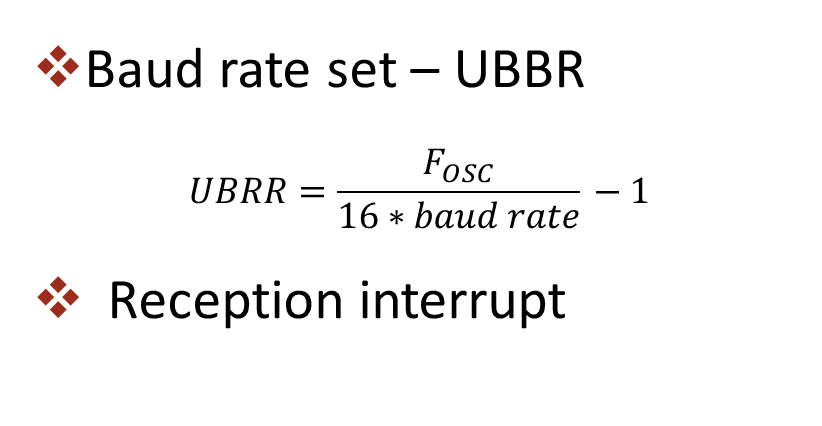 ❖Baud rate set – UBBR
UBRR = F_OSC / (16 * baud rate) − 1
❖ Reception interrupt